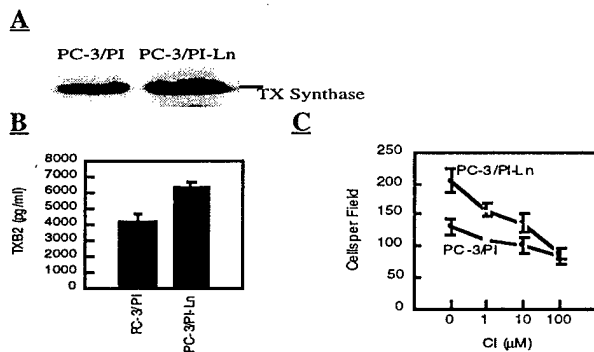 A
PC-3/PI PC-3/PI-Ln
TX Synthase
B
TXB2 (pg/ml)
8000
7000
6000
5000
4000
3000
2000
1000
0
PC-3/PI
PC-3/PI-Ln
C
Cellsper Field
250
200
150
100
50
0
PC-3/PI-Ln
PC-3/PI
0 1 10 100
CI (µM)